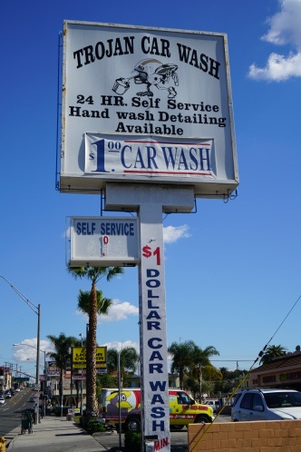 TROJAN CAR WASH
24 HR. Self Service
Hand wash Detailing
Available
$1.00 CAR WASH
SELF SERVICE
$1
DOLLAR CAR WASH
MIN.